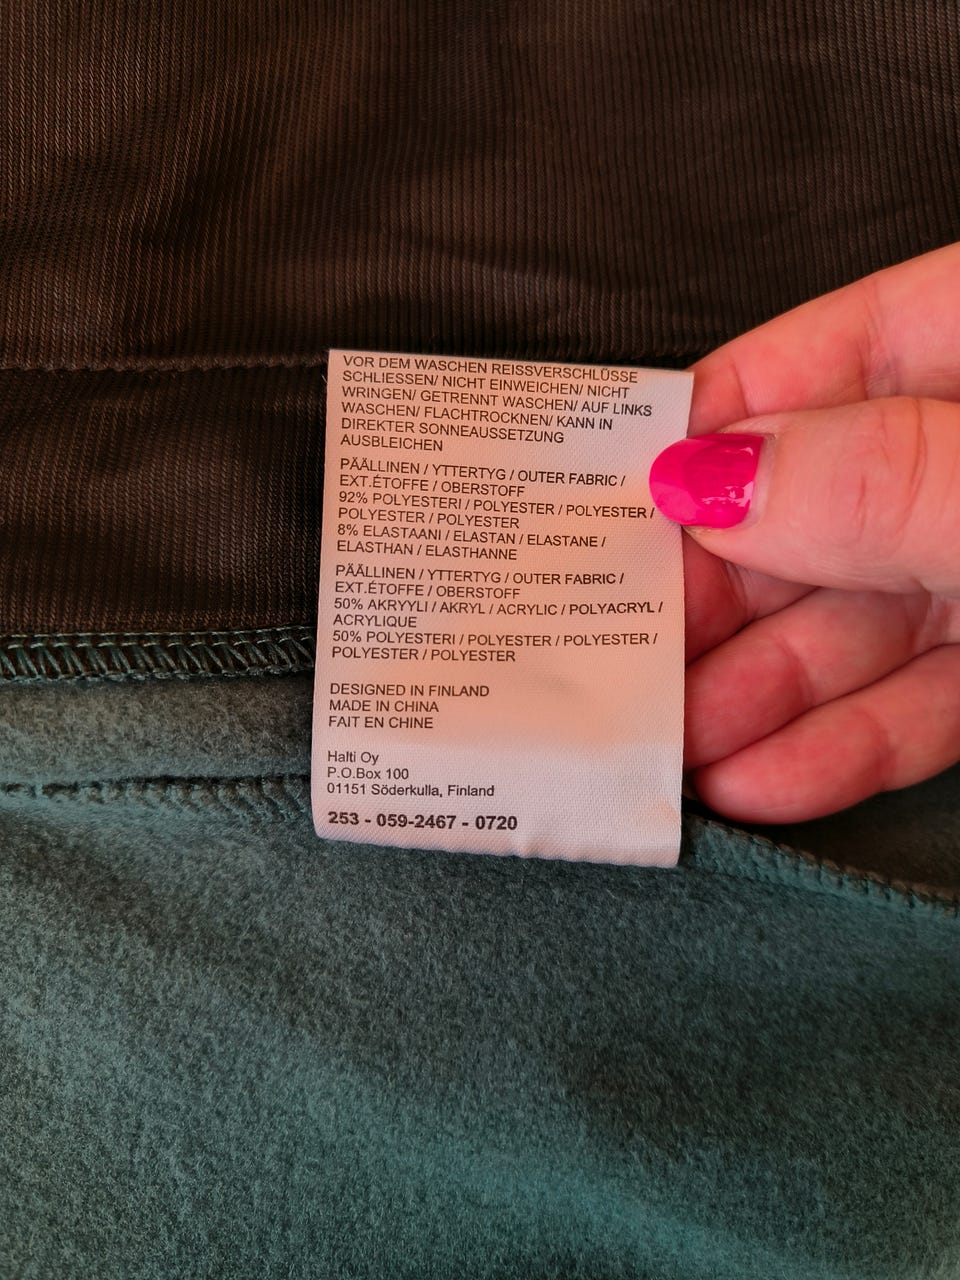 VOR DEM WASCHEN REISSVERSCHLÜSSE
SCHLIESSEN/ NICHT EINWEICHEN/ NICHT
WRINGEN/ GETRENNT WASCHEN/ AUF LINKS
WASCHEN/ FLACHTROCKNEN/ KANN IN
DIREKTER SONNEAUSSETZUNG
AUSBLEICHEN
PÄÄLLINEN / YTTERTYG / OUTER FABRIC /
EXT.ÉTOFFE / OBERSTOFF
92% POLYESTERI / POLYESTER / POLYESTER /
POLYESTER / POLYESTER
8% ELASTAANI / ELASTAN / ELASTANE /
ELASTHAN / ELASTHANNE
PÄÄLLINEN / YTTERTYG / OUTER FABRIC /
EXT.ÉTOFFE / OBERSTOFF
50% AKRYYLI / AKRYL / ACRYLIC / POLYACRYL /
ACRYLIQUE
50% POLYESTERI / POLYESTER / POLYESTER /
POLYESTER / POLYESTER
DESIGNED IN FINLAND
MADE IN CHINA
FAIT EN CHINE
Halti Oy
P.O.Box 100
01151 Söderkulla, Finland
253 - 059-2467 - 0720